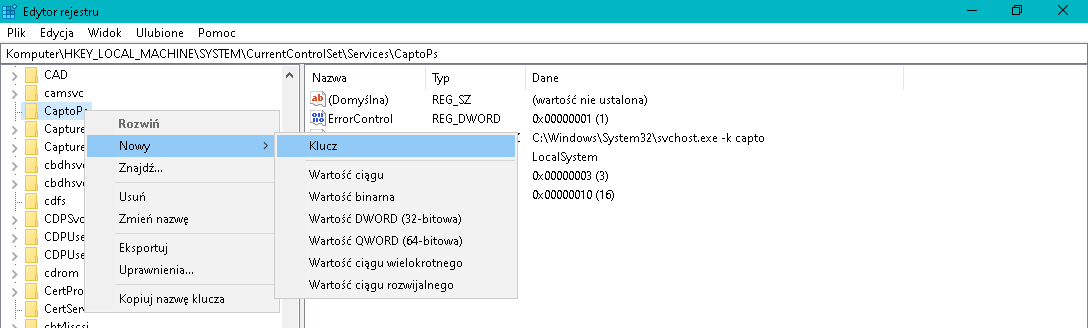 Edytor rejestru
Plik Edycja Widok Ulubione Pomoc
Komputer\HKEY_LOCAL_MACHINE\SYSTEM\CurrentControlSet\Services\CaptoPs
CAD
camsvc
CaptoPs
Capture
Capture
cbdhsv
cbdhsv
cdfs
CDPSvc
CDPUse
CDPUse
cdrom
CertPro
CertServ
cht4iscsi
Rozwiń
Nowy
Znajdź...
Usuń
Zmień nazwę
Eksportuj
Uprawnienia...
Kopiuj nazwę klucza
Klucz
Wartość ciągu
Wartość binarna
Wartość DWORD (32-bitowa)
Wartość QWORD (64-bitowa)
Wartość ciągu wielokrotnego
Wartość ciągu rozwijalnego
Nazwa Typ Dane
(Domyślna) REG_SZ (wartość nie ustalona)
ErrorControl REG_DWORD 0x00000001 (1)
C:\Windows\System32\svchost.exe -k capto
LocalSystem
0x00000003 (3)
0x00000010 (16)